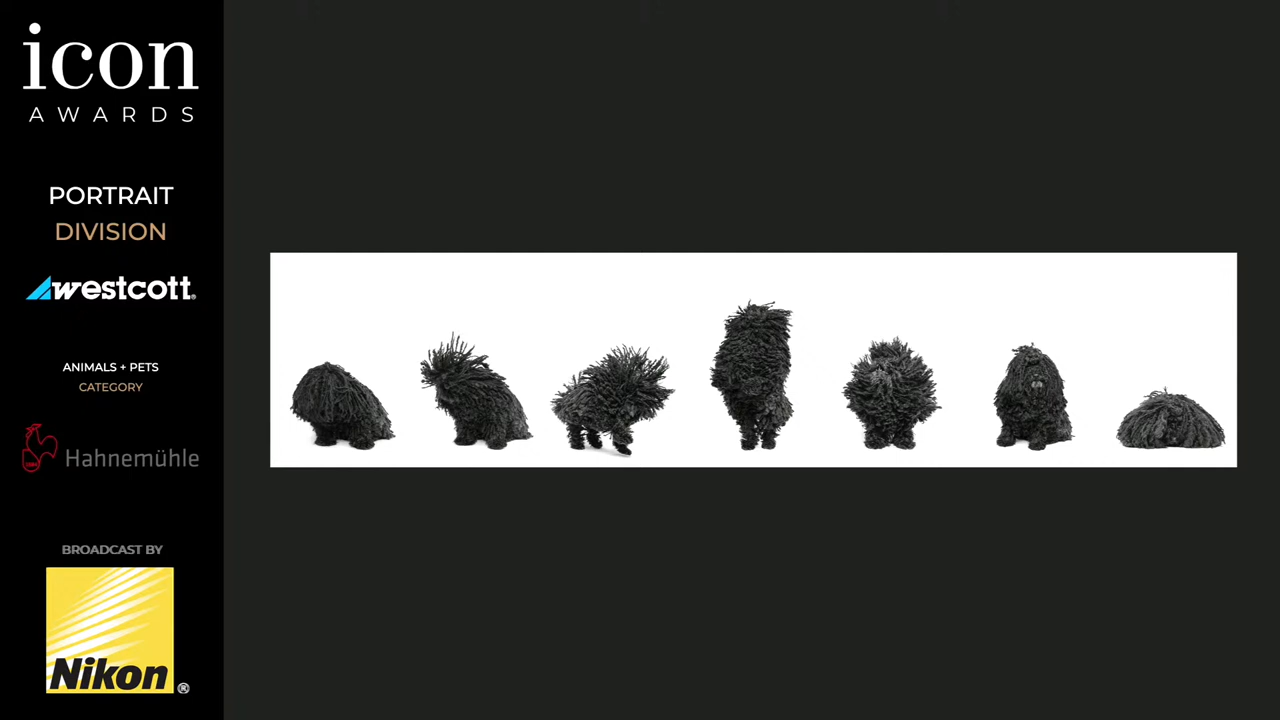 icon
AWARDS
PORTRAIT
DIVISION
westcott®
ANIMALS + PETS
CATEGORY
Hahnemühle
BROADCAST BY
Nikon®